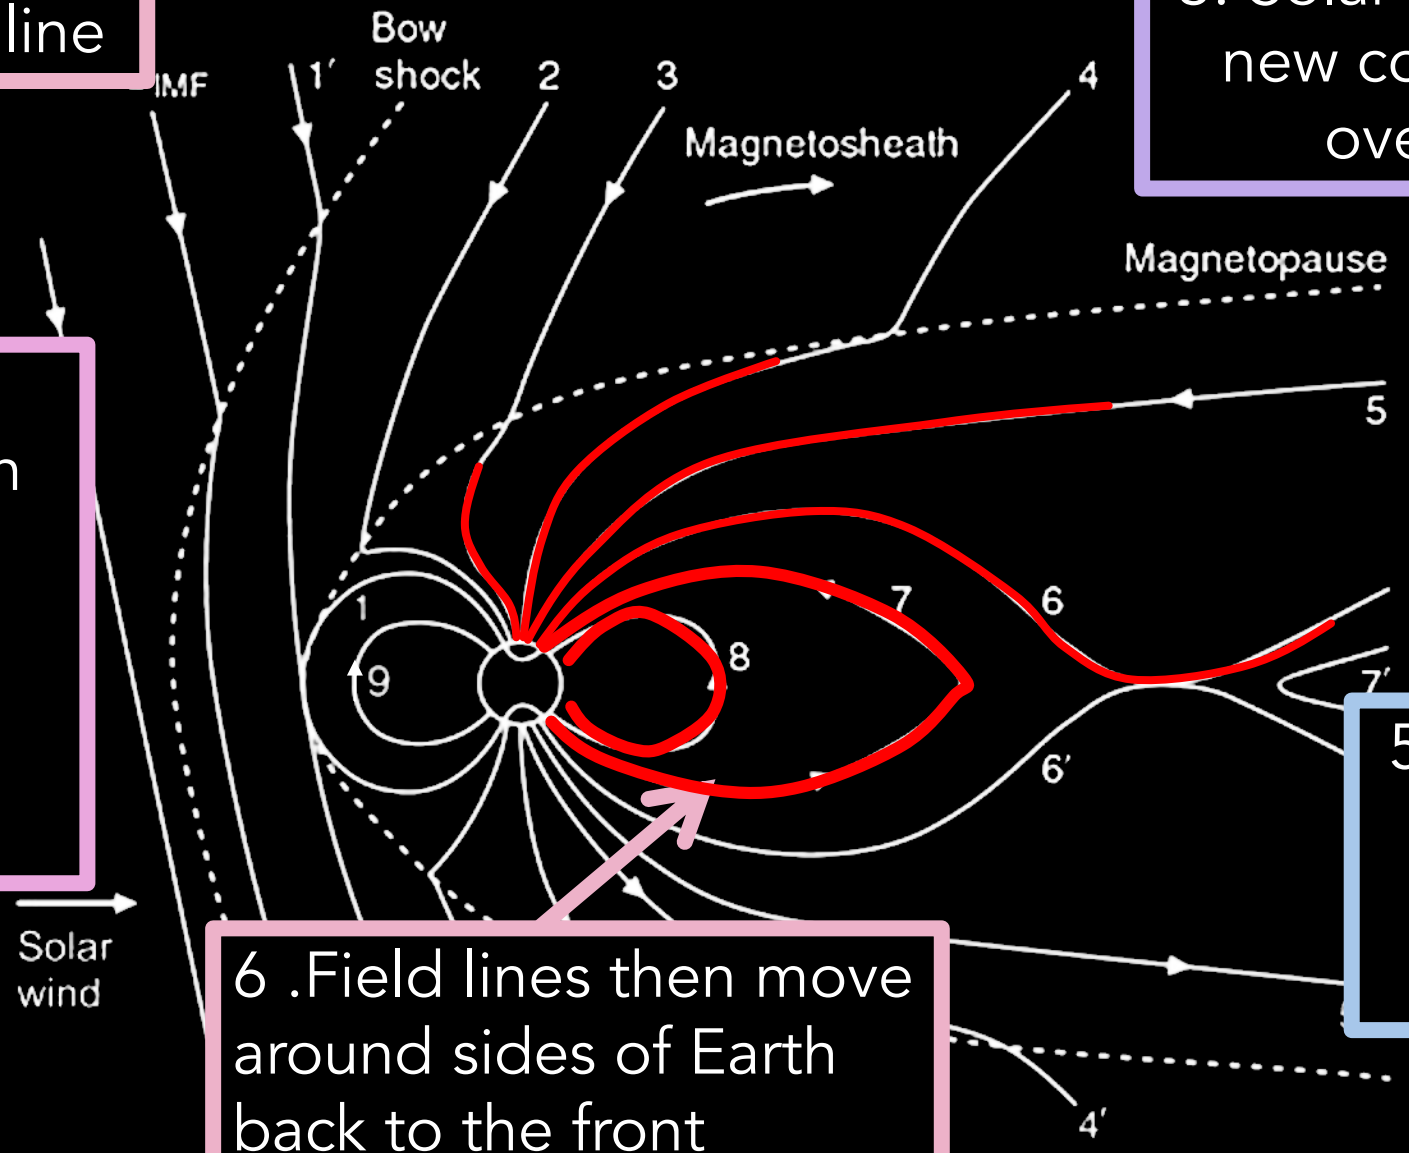 line
IMF
1′
Bow
shock
2
3
4
new co
ove
Magnetosheath
Magnetopause
5
n
1
9
8
7
6
7′
6′
5
Solar
wind
6 .Field lines then move
around sides of Earth
back to the front
4′